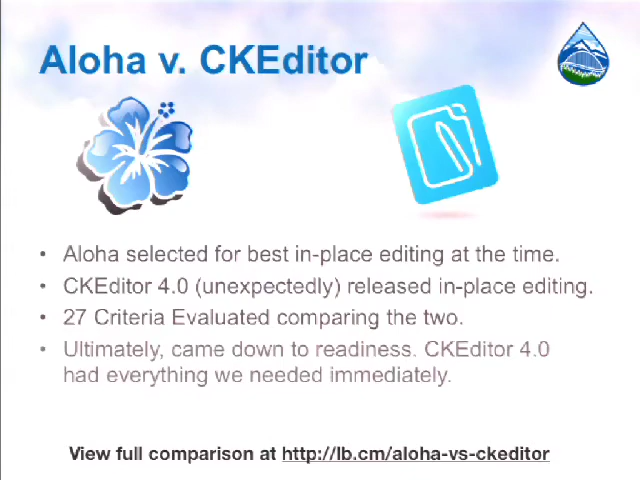 Aloha v. CKEditor
• Aloha selected for best in-place editing at the time.
• CKEditor 4.0 (unexpectedly) released in-place editing.
• 27 Criteria Evaluated comparing the two.
• Ultimately, came down to readiness. CKEditor 4.0
had everything we needed immediately.
View full comparison at http://lb.cm/aloha-vs-ckeditor